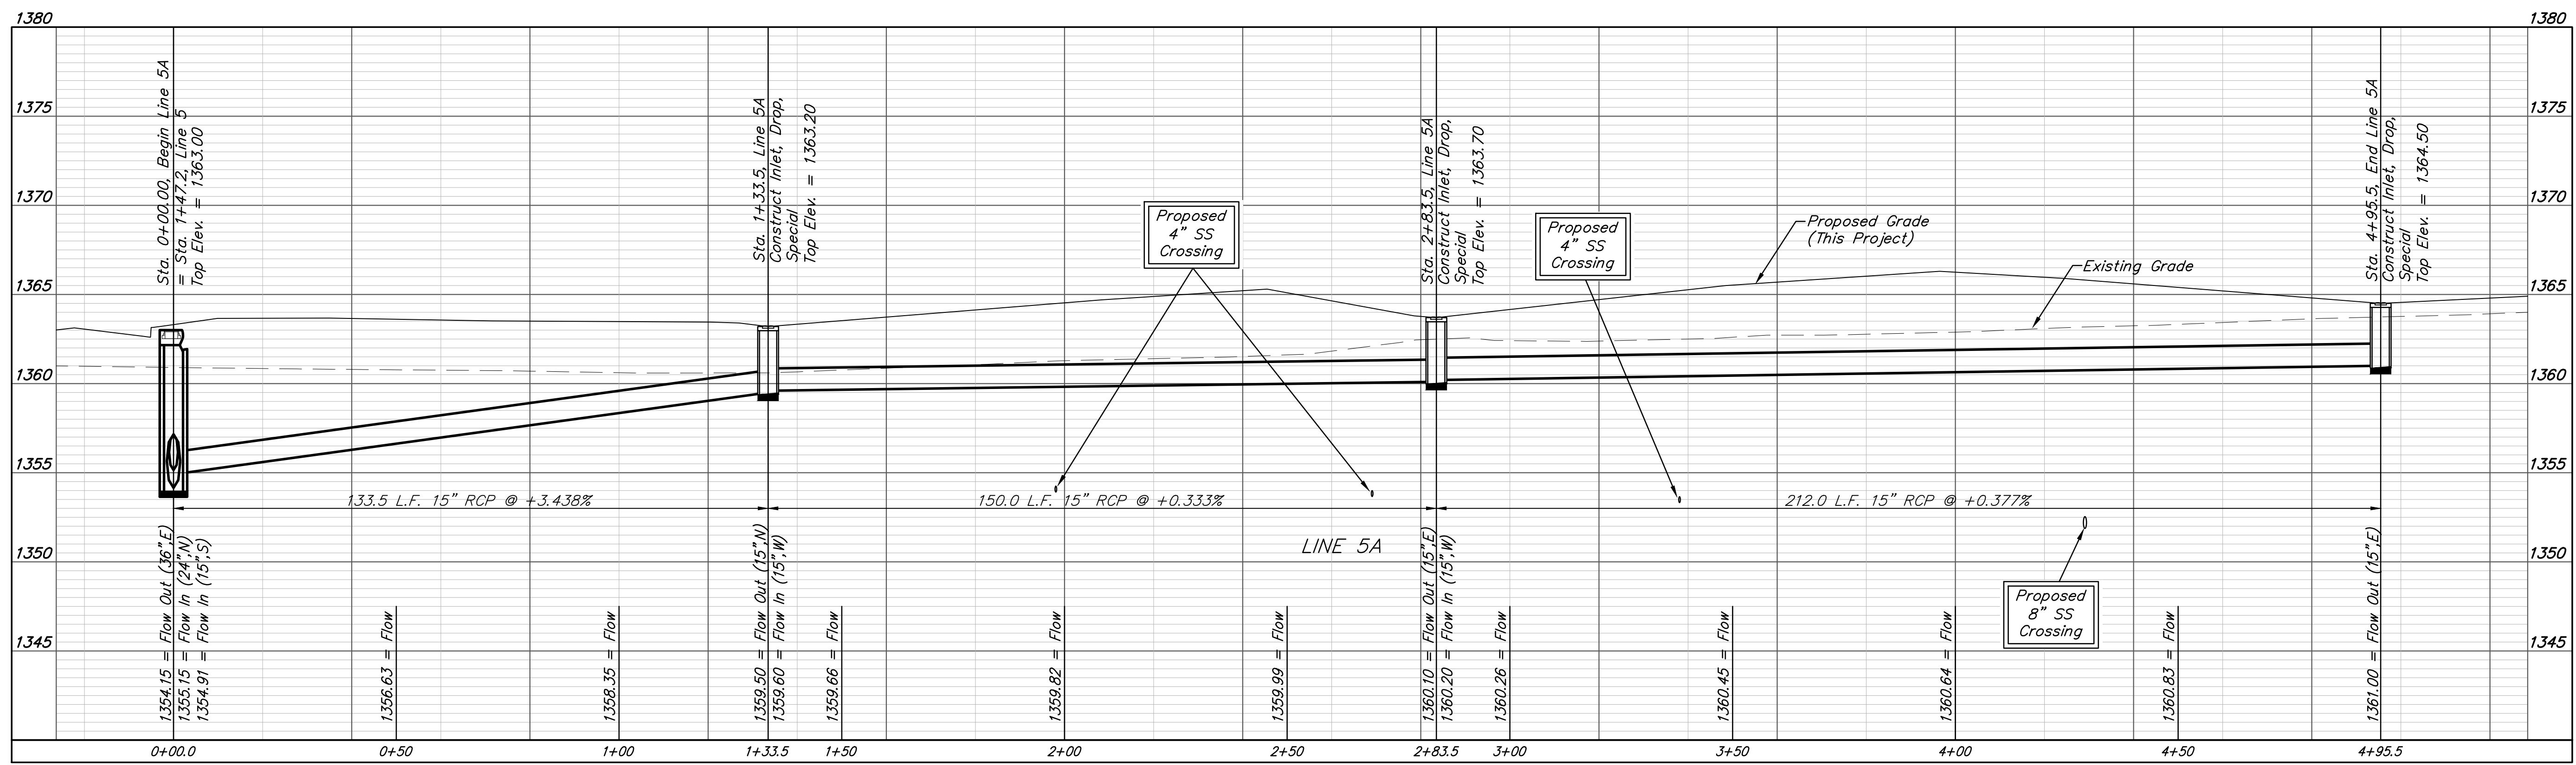 1380
1380
1375
1375
1370
1370
1365
1365
1360
1360
1355
1355
1350
1350
1345
1345
Sta. 0+00.00, Begin Line 5A
= Sta. 1+47.2, Line 5
Top Elev. = 1363.00
Sta. 1+33.5, Line 5A
Construct Inlet, Drop,
Special
Top Elev. = 1363.20
Sta. 2+83.5, Line 5A
Construct Inlet, Drop,
Special
Top Elev. = 1363.70
Sta. 4+95.5, End Line 5A
Construct Inlet, Drop,
Special
Top Elev. = 1364.50
Proposed
4" SS
Crossing
Proposed
4" SS
Crossing
Proposed Grade
(This Project)
Existing Grade
133.5 L.F. 15" RCP @ +3.438%
150.0 L.F. 15" RCP @ +0.333%
212.0 L.F. 15" RCP @ +0.377%
LINE 5A
Proposed
8" SS
Crossing
1354.15 = Flow Out (36",E)
1355.15 = Flow In (24",N)
1354.91 = Flow In (15",S)
1356.63 = Flow
1358.35 = Flow
1359.50 = Flow Out (15",N)
1359.60 = Flow In (15",W)
1359.66 = Flow
1359.82 = Flow
1359.99 = Flow
1360.10 = Flow Out (15",E)
1360.20 = Flow In (15",W)
1360.26 = Flow
1360.45 = Flow
1360.64 = Flow
1360.83 = Flow
1361.00 = Flow Out (15",E)
0+00.0
0+50
1+00
1+33.5
1+50
2+00
2+50
2+83.5
3+00
3+50
4+00
4+50
4+95.5